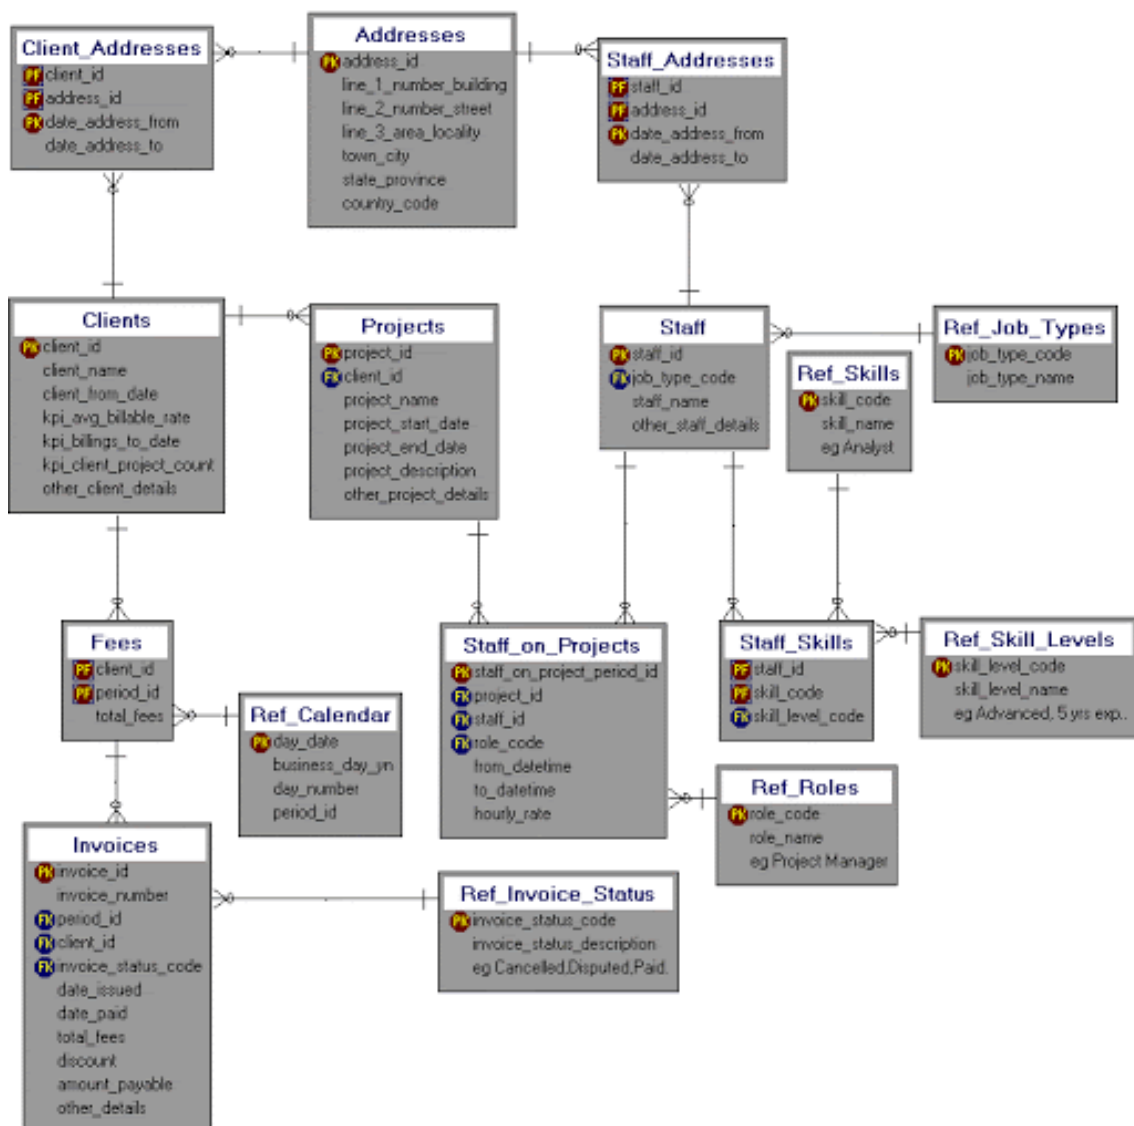 Client_Addresses
PF client_id
PF address_id
PK date_address_from
date_address_to
Addresses
PK address_id
line_1_number_building
line_2_number_street
line_3_area_locality
town_city
state_province
country_code
Staff_Addresses
PF staff_id
PF address_id
PK date_address_from
date_address_to
Clients
PK client_id
client_name
client_from_date
kpi_avg_billable_rate
kpi_billings_to_date
kpi_client_project_count
other_client_details
Projects
PK project_id
FK client_id
project_name
project_start_date
project_end_date
project_description
other_project_details
Staff
PK staff_id
FK job_type_code
staff_name
other_staff_details
Ref_Job_Types
PK job_type_code
job_type_name
Ref_Skills
PK skill_code
skill_name
eg Analyst
Fees
PF client_id
PF period_id
total_fees
Ref_Calendar
PK day_date
business_day_yn
day_number
period_id
Staff_on_Projects
PK staff_on_project_period_id
FK project_id
FK staff_id
FK role_code
from_datetime
to_datetime
hourly_rate
Staff_Skills
PF staff_id
PF skill_code
FK skill_level_code
Ref_Skill_Levels
PK skill_level_code
skill_level_name
eg Advanced, 5 yrs exp..
Ref_Roles
PK role_code
role_name
eg Project Manager
Invoices
PK invoice_id
invoice_number
FK period_id
FK client_id
FK invoice_status_code
date_issued
date_paid
total_fees
discount
amount_payable
other_details
Ref_Invoice_Status
PK invoice_status_code
invoice_status_description
eg Cancelled,Disputed,Paid.